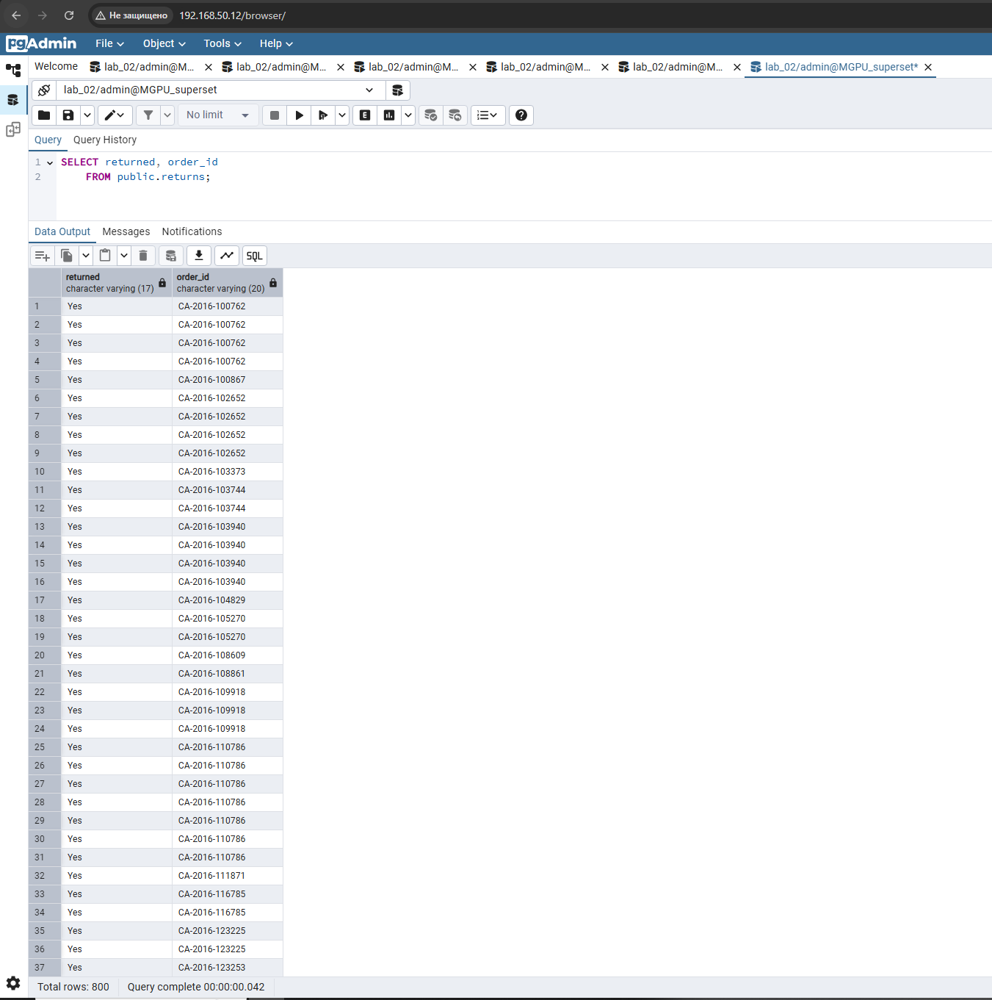 Не защищено 192.168.50.12/browser/
pgAdmin File Object Tools Help
Welcome lab_02/admin@M... lab_02/admin@M... lab_02/admin@M... lab_02/admin@M... lab_02/admin@M... lab_02/admin@MGPU_superset*
lab_02/admin@MGPU_superset
No limit E
Query Query History
1 SELECT returned, order_id
2 FROM public.returns;
Data Output Messages Notifications
SQL
returned order_id
character varying (17) character varying (20)
1 Yes CA-2016-100762
2 Yes CA-2016-100762
3 Yes CA-2016-100762
4 Yes CA-2016-100762
5 Yes CA-2016-100867
6 Yes CA-2016-102652
7 Yes CA-2016-102652
8 Yes CA-2016-102652
9 Yes CA-2016-102652
10 Yes CA-2016-103373
11 Yes CA-2016-103744
12 Yes CA-2016-103744
13 Yes CA-2016-103940
14 Yes CA-2016-103940
15 Yes CA-2016-103940
16 Yes CA-2016-103940
17 Yes CA-2016-104829
18 Yes CA-2016-105270
19 Yes CA-2016-105270
20 Yes CA-2016-108609
21 Yes CA-2016-108861
22 Yes CA-2016-109918
23 Yes CA-2016-109918
24 Yes CA-2016-109918
25 Yes CA-2016-110786
26 Yes CA-2016-110786
27 Yes CA-2016-110786
28 Yes CA-2016-110786
29 Yes CA-2016-110786
30 Yes CA-2016-110786
31 Yes CA-2016-110786
32 Yes CA-2016-111871
33 Yes CA-2016-116785
34 Yes CA-2016-116785
35 Yes CA-2016-123225
36 Yes CA-2016-123225
37 Yes CA-2016-123253
Total rows: 800 Query complete 00:00:00.042